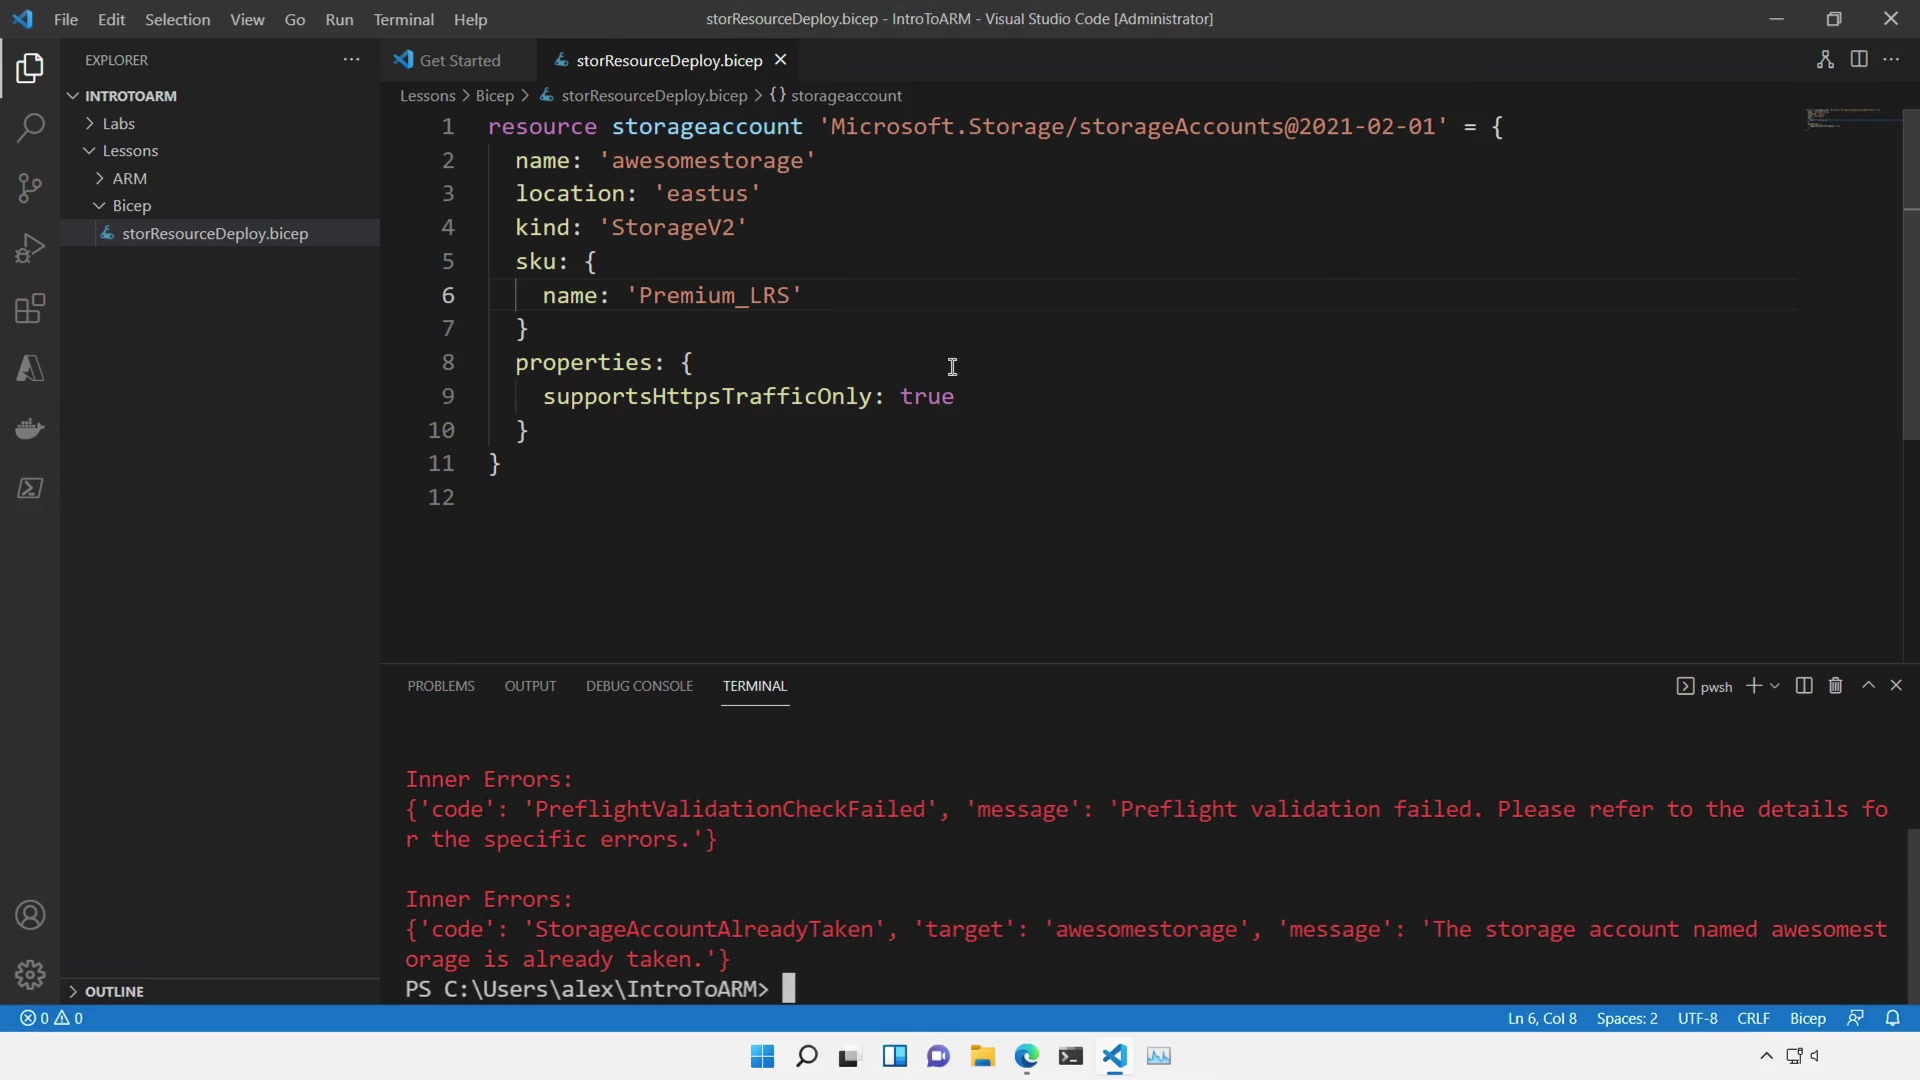 File Edit Selection View Go Run Terminal Help storResourceDeploy.bicep - IntroToARM - Visual Studio Code [Administrator]
EXPLORER
INTROTOARM
Labs
Lessons
ARM
Bicep
storResourceDeploy.bicep
OUTLINE
Get Started storResourceDeploy.bicep
Lessons > Bicep > storResourceDeploy.bicep > {} storageaccount
1 resource storageaccount 'Microsoft.Storage/storageAccounts@2021-02-01' = {
2 name: 'awesomestorage'
3 location: 'eastus'
4 kind: 'StorageV2'
5 sku: {
6 name: 'Premium_LRS'
7 }
8 properties: {
9 supportsHttpsTrafficOnly: true
10 }
11 }
12
PROBLEMS OUTPUT DEBUG CONSOLE TERMINAL pwsh
Inner Errors:
{'code': 'PreflightValidationCheckFailed', 'message': 'Preflight validation failed. Please refer to the details fo
r the specific errors.'}
Inner Errors:
{'code': 'StorageAccountAlreadyTaken', 'target': 'awesomestorage', 'message': 'The storage account named awesomest
orage is already taken.'}
PS C:\Users\alex\IntroToARM>
0 0 Ln 6, Col 8 Spaces: 2 UTF-8 CRLF Bicep